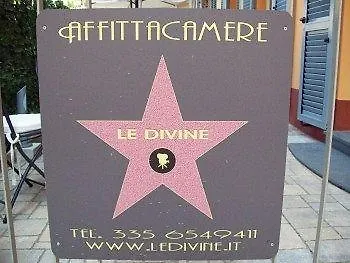 AFFITTACAMERE
LE DIVINE
TEL. 335 6549411
WWW.LEDIVINE.IT